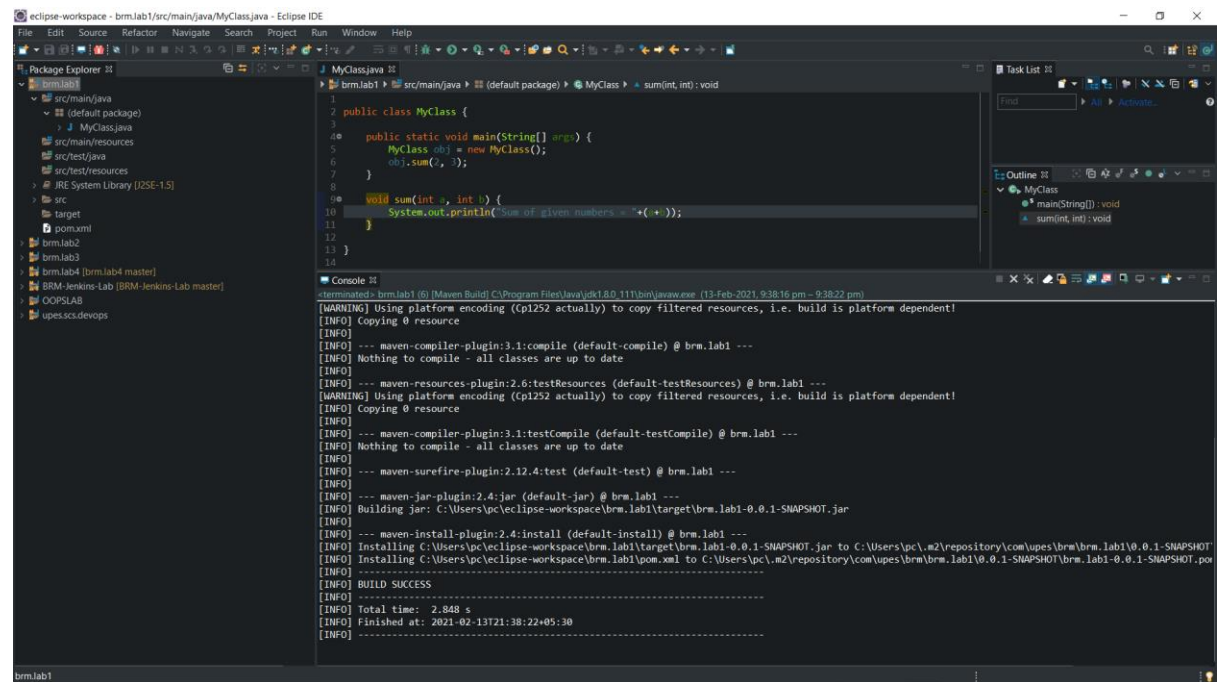 eclipse-workspace - brm.lab1/src/main/java/MyClass.java - Eclipse IDE
File Edit Source Refactor Navigate Search Project Run Window Help
Package Explorer
brm.lab1
src/main/java
(default package)
MyClass.java
src/main/resources
src/test/java
src/test/resources
JRE System Library [J2SE-1.5]
src
target
pom.xml
brm.lab2
brm.lab3
brm.lab4 [brm.lab4 master]
BRM-Jenkins-Lab [BRM-Jenkins-Lab master]
OOPSLAB
upes.scs.devops
MyClass.java
brm.lab1 src/main/java (default package) MyClass sum(int, int) : void
1
2 public class MyClass {
3
4 public static void main(String[] args) {
5 MyClass obj = new MyClass();
6 obj.sum(2, 3);
7 }
8
9 void sum(int a, int b) {
10 System.out.println("Sum of given numbers = "+(a+b));
11 }
12
13 }
14
Task List
Find All Activate...
Outline
MyClass
main(String[]) : void
sum(int, int) : void
Console
<terminated> brm.lab1 (6) [Maven Build] C:\Program Files\Java\jdk1.8.0_111\bin\javaw.exe (13-Feb-2021, 9:38:16 pm – 9:38:22 pm)
[WARNING] Using platform encoding (Cp1252 actually) to copy filtered resources, i.e. build is platform dependent!
[INFO] Copying 0 resource
[INFO]
[INFO] --- maven-compiler-plugin:3.1:compile (default-compile) @ brm.lab1 ---
[INFO] Nothing to compile - all classes are up to date
[INFO]
[INFO] --- maven-resources-plugin:2.6:testResources (default-testResources) @ brm.lab1 ---
[WARNING] Using platform encoding (Cp1252 actually) to copy filtered resources, i.e. build is platform dependent!
[INFO] Copying 0 resource
[INFO]
[INFO] --- maven-compiler-plugin:3.1:testCompile (default-testCompile) @ brm.lab1 ---
[INFO] Nothing to compile - all classes are up to date
[INFO]
[INFO] --- maven-surefire-plugin:2.12.4:test (default-test) @ brm.lab1 ---
[INFO]
[INFO] --- maven-jar-plugin:2.4:jar (default-jar) @ brm.lab1 ---
[INFO] Building jar: C:\Users\pc\eclipse-workspace\brm.lab1\target\brm.lab1-0.0.1-SNAPSHOT.jar
[INFO]
[INFO] --- maven-install-plugin:2.4:install (default-install) @ brm.lab1 ---
[INFO] Installing C:\Users\pc\eclipse-workspace\brm.lab1\target\brm.lab1-0.0.1-SNAPSHOT.jar to C:\Users\pc\.m2\repository\com\upes\brm\brm.lab1\0.0.1-SNAPSHOT
[INFO] Installing C:\Users\pc\eclipse-workspace\brm.lab1\pom.xml to C:\Users\pc\.m2\repository\com\upes\brm\brm.lab1\0.0.1-SNAPSHOT\brm.lab1-0.0.1-SNAPSHOT.po
[INFO] ------------------------------------------------------------------------
[INFO] BUILD SUCCESS
[INFO] ------------------------------------------------------------------------
[INFO] Total time: 2.848 s
[INFO] Finished at: 2021-02-13T21:38:22+05:30
[INFO] ------------------------------------------------------------------------
brm.lab1